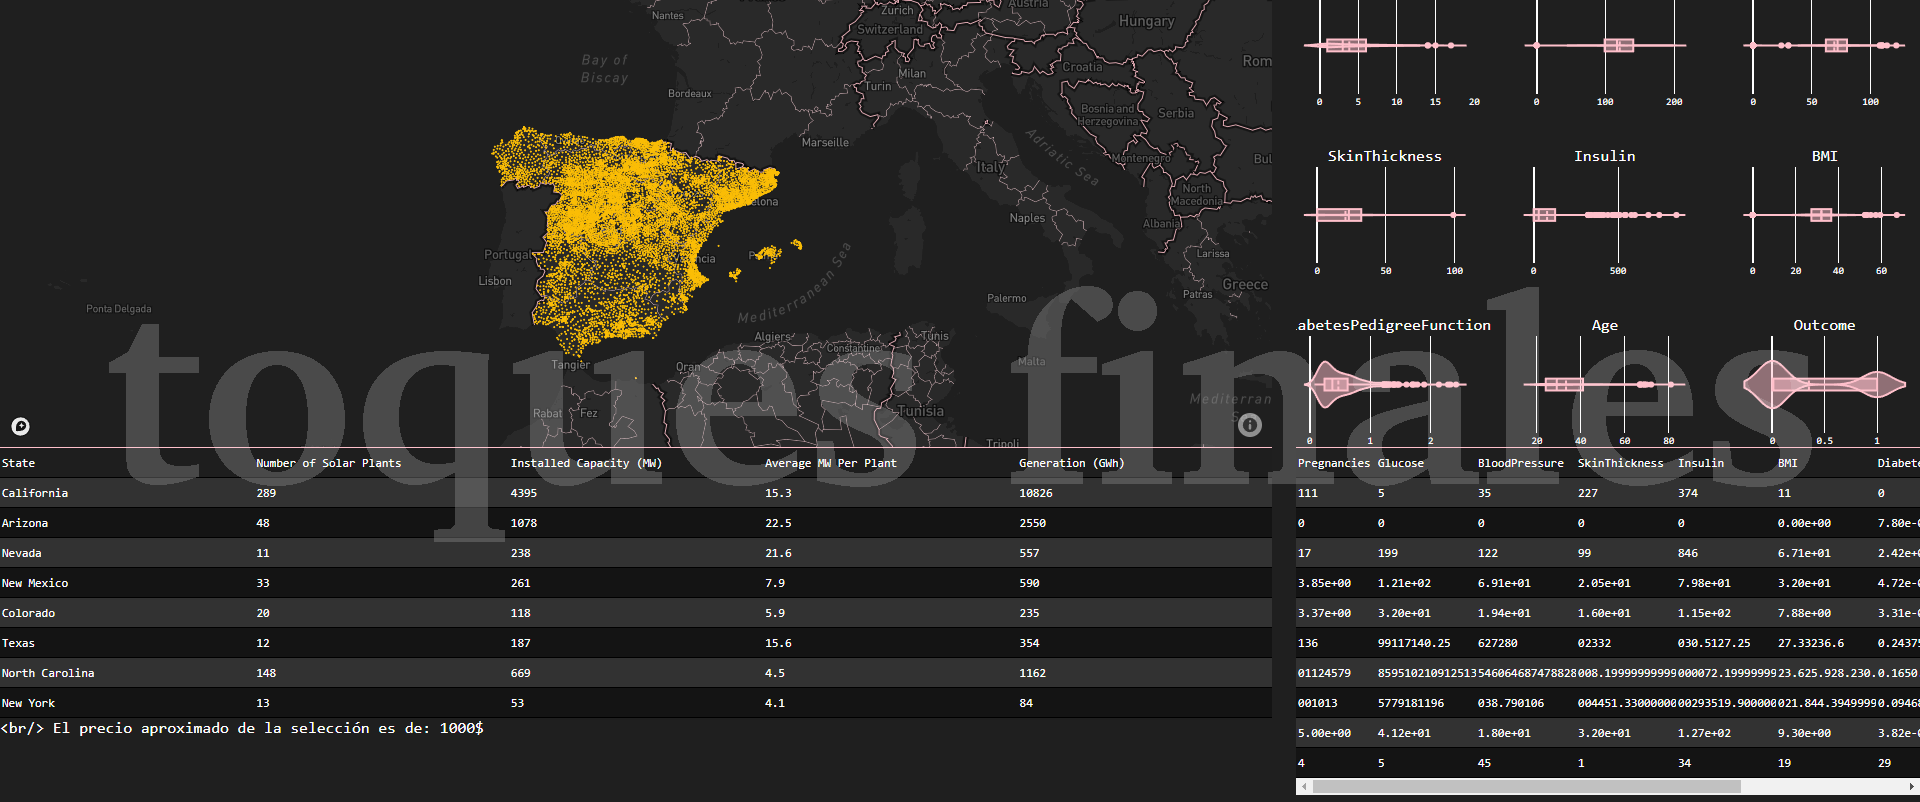 Nantes
Zurich
Austria
Switzerland
Hungary
Bay of
Biscay
Milan
Croatia
Rom
Turin
Bordeaux
Bosnia and
Herzegovina
Serbia
Marseille
Adriatic Sea
Montenegro
Bul
Italy
North
Macedonia
elona
Naples
Albania
Portugal
Larissa
Lisbon
Greece
Mediterranean Sea
Palermo
Patras
Ponta Delgada
Algiers
Constantine
Tunis
Tangier
Oran
Malta
Mediterran
Rabat
Fez
Tunisia
Tripoli
toques finales
0 5 10 15 20
0 100 200
0 50 100
SkinThickness
Insulin
BMI
0 50 100
0 500
0 20 40 60
abetesPedigreeFunction
Age
Outcome
0 1 2
20 40 60 80
0 0.5 1
State Number of Solar Plants Installed Capacity (MW) Average MW Per Plant Generation (GWh)
California 289 4395 15.3 10826
Arizona 48 1078 22.5 2550
Nevada 11 238 21.6 557
New Mexico 33 261 7.9 590
Colorado 20 118 5.9 235
Texas 12 187 15.6 354
North Carolina 148 669 4.5 1162
New York 13 53 4.1 84
<br/> El precio aproximado de la selección es de: 1000$
Pregnancies Glucose BloodPressure SkinThickness Insulin BMI Diabete
111 5 35 227 374 11 0
0 0 0 0 0 0.00e+00 7.80e-
17 199 122 99 846 6.71e+01 2.42e+
3.85e+00 1.21e+02 6.91e+01 2.05e+01 7.98e+01 3.20e+01 4.72e-
3.37e+00 3.20e+01 1.94e+01 1.60e+01 1.15e+02 7.88e+00 3.31e-
136 99117140.25 627280 02332 030.5127.25 27.33236.6 0.2437
01124579 859510210912513 546064687478828 008.1999999999 000072.19999999 23.625.928.230. 0.1650
001013 5779181196 038.790106 004451.33000000 00293519.900000 021.844.3949999 0.0946
5.00e+00 4.12e+01 1.80e+01 3.20e+01 1.27e+02 9.30e+00 3.82e-
4 5 45 1 34 19 29